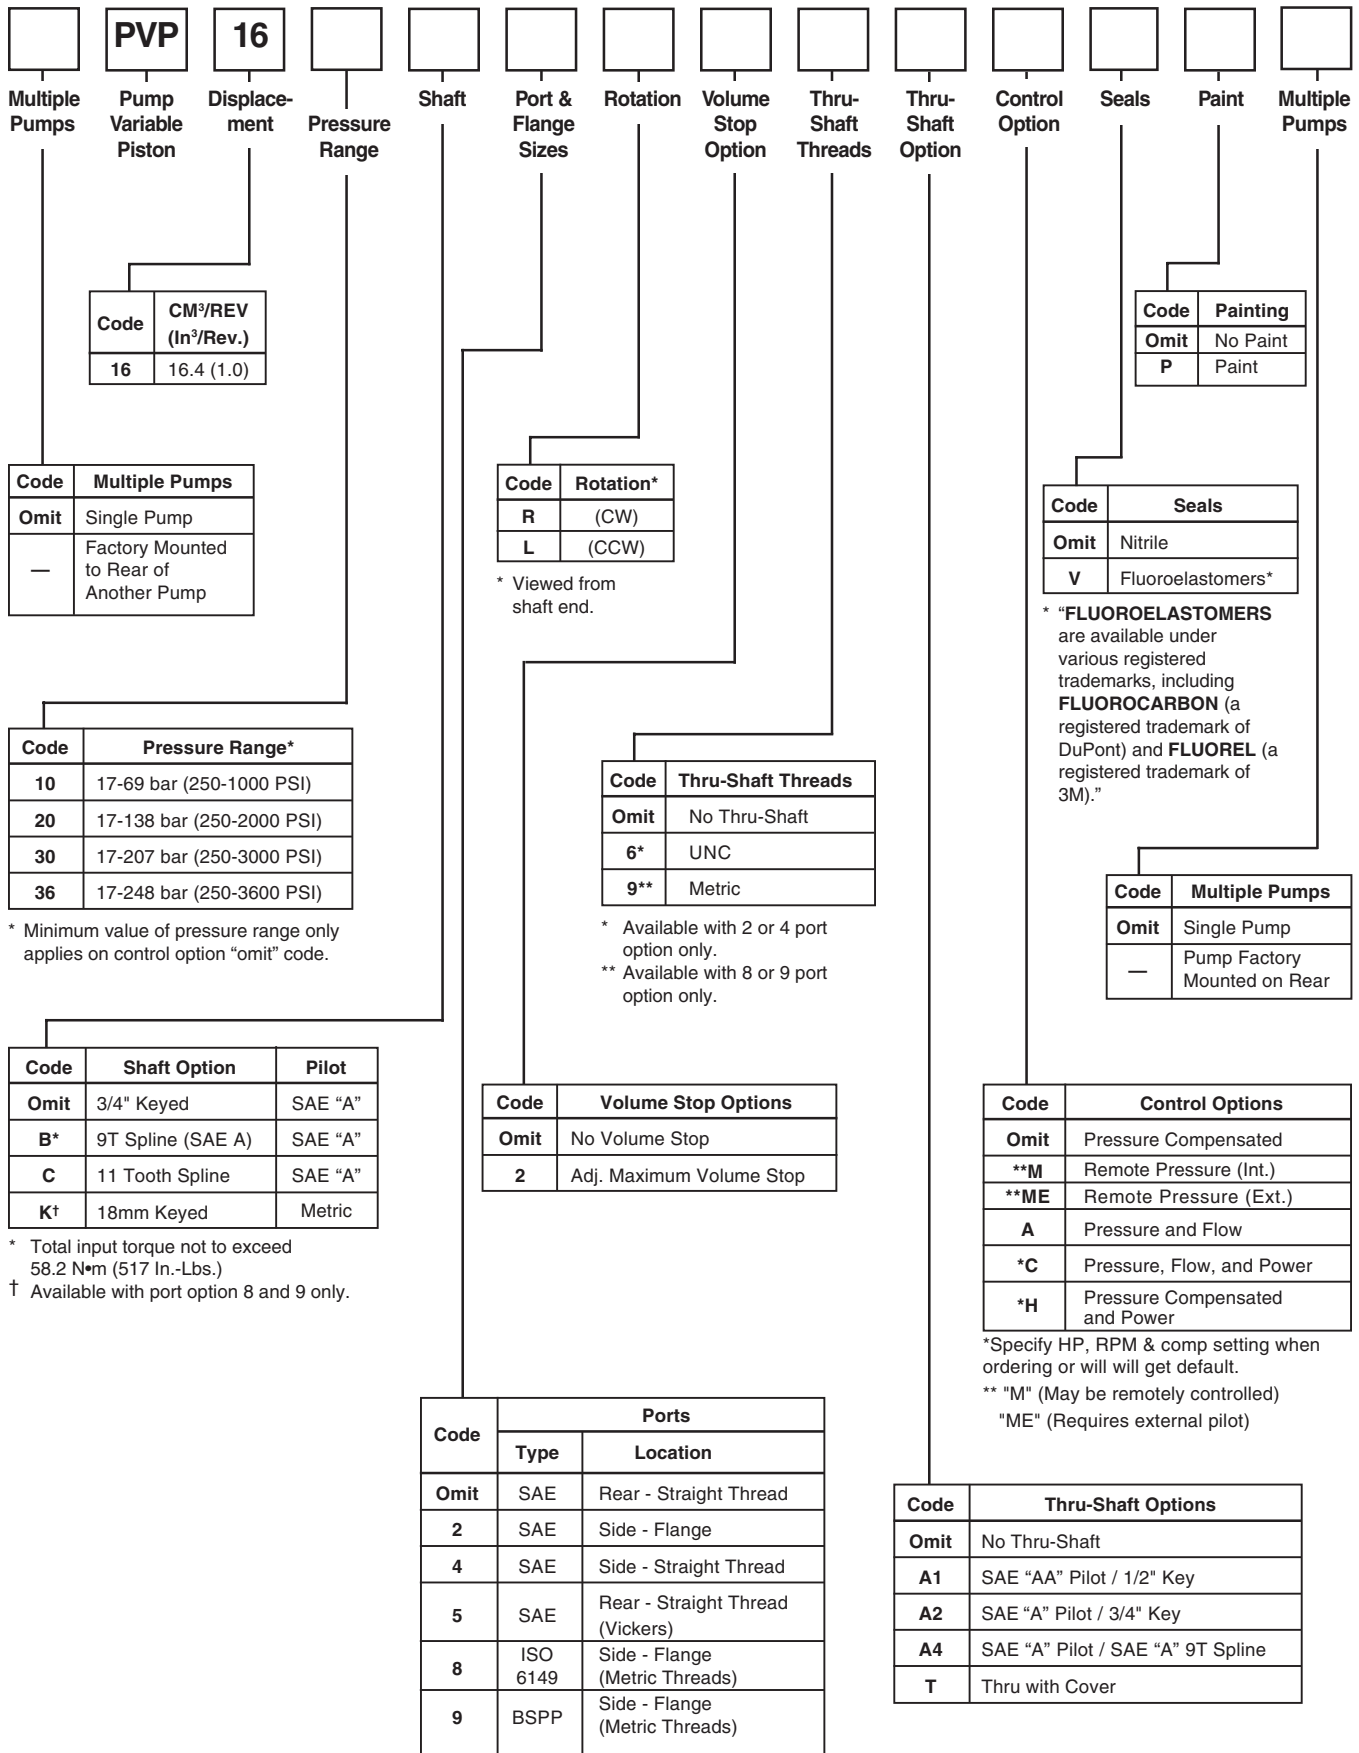 PVP 16
Multiple Pumps
Pump Variable Piston
Displace-ment
Pressure Range
Shaft
Port & Flange Sizes
Rotation
Volume Stop Option
Thru-Shaft Threads
Thru-Shaft Option
Control Option
Seals
Paint
Multiple Pumps
Code CM³/REV (In³/Rev.)
16 16.4 (1.0)
Code Painting
Omit No Paint
P Paint
Code Multiple Pumps
Omit Single Pump
— Factory Mounted
to Rear of
Another Pump
Code Rotation*
R (CW)
L (CCW)
* Viewed from
shaft end.
Code Seals
Omit Nitrile
V Fluoroelastomers*
* “FLUOROELASTOMERS
are available under
various registered
trademarks, including
FLUOROCARBON (a
registered trademark of
DuPont) and FLUOREL (a
registered trademark of
3M).”
Code Pressure Range*
10 17-69 bar (250-1000 PSI)
20 17-138 bar (250-2000 PSI)
30 17-207 bar (250-3000 PSI)
36 17-248 bar (250-3600 PSI)
* Minimum value of pressure range only
applies on control option “omit” code.
Code Thru-Shaft Threads
Omit No Thru-Shaft
6* UNC
9** Metric
* Available with 2 or 4 port
option only.
** Available with 8 or 9 port
option only.
Code Multiple Pumps
Omit Single Pump
— Pump Factory
Mounted on Rear
Code Shaft Option Pilot
Omit 3/4" Keyed SAE “A”
B* 9T Spline (SAE A) SAE “A”
C 11 Tooth Spline SAE “A”
K† 18mm Keyed Metric
* Total input torque not to exceed
58.2 N•m (517 In.-Lbs.)
† Available with port option 8 and 9 only.
Code Volume Stop Options
Omit No Volume Stop
2 Adj. Maximum Volume Stop
Code Control Options
Omit Pressure Compensated
**M Remote Pressure (Int.)
**ME Remote Pressure (Ext.)
A Pressure and Flow
*C Pressure, Flow, and Power
*H Pressure Compensated
and Power
*Specify HP, RPM & comp setting when
ordering or will will get default.
** "M" (May be remotely controlled)
"ME" (Requires external pilot)
Code Ports
Type Location
Omit SAE Rear - Straight Thread
2 SAE Side - Flange
4 SAE Side - Straight Thread
5 SAE Rear - Straight Thread
(Vickers)
8 ISO 6149 Side - Flange
(Metric Threads)
9 BSPP Side - Flange
(Metric Threads)
Code Thru-Shaft Options
Omit No Thru-Shaft
A1 SAE “AA” Pilot / 1/2" Key
A2 SAE “A” Pilot / 3/4" Key
A4 SAE “A” Pilot / SAE “A” 9T Spline
T Thru with Cover